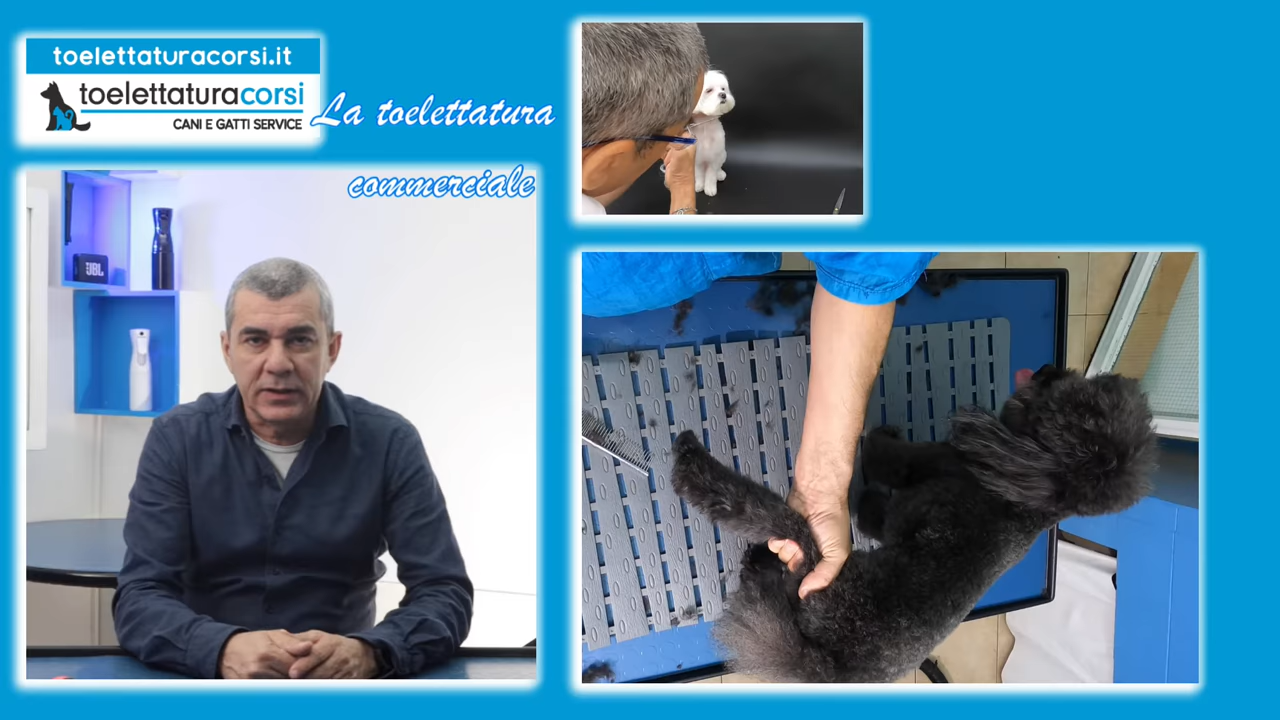 toelettaturacorsi.it
toelettaturacorsi
CANI E GATTI SERVICE
La toelettatura
commerciale
JBL